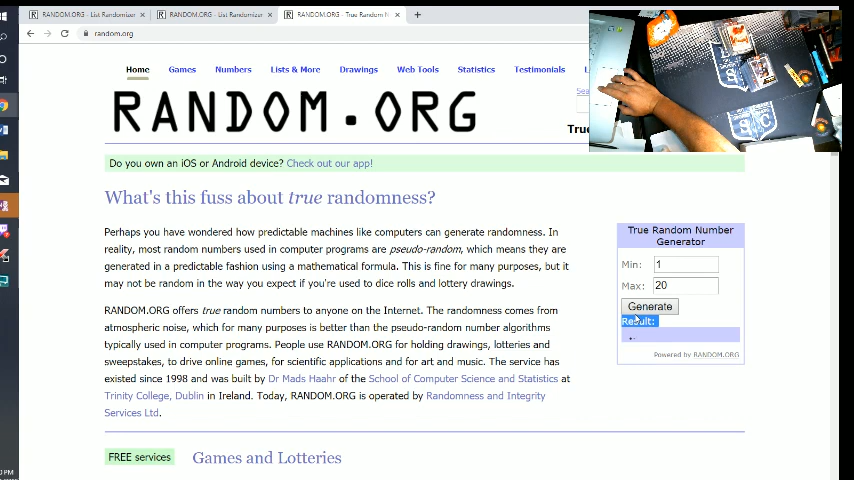 RANDOM.ORG - List Randomizer
RANDOM.ORG - List Randomizer
RANDOM.ORG - True Random N
random.org
Home Games Numbers Lists & More Drawings Web Tools Statistics Testimonials
RANDOM.ORG
Do you own an iOS or Android device? Check out our app!
What's this fuss about true randomness?
Perhaps you have wondered how predictable machines like computers can generate randomness. In
reality, most random numbers used in computer programs are pseudo-random, which means they are
generated in a predictable fashion using a mathematical formula. This is fine for many purposes, but it
may not be random in the way you expect if you're used to dice rolls and lottery drawings.
RANDOM.ORG offers true random numbers to anyone on the Internet. The randomness comes from
atmospheric noise, which for many purposes is better than the pseudo-random number algorithms
typically used in computer programs. People use RANDOM.ORG for holding drawings, lotteries and
sweepstakes, to drive online games, for scientific applications and for art and music. The service has
existed since 1998 and was built by Dr Mads Haahr of the School of Computer Science and Statistics at
Trinity College, Dublin in Ireland. Today, RANDOM.ORG is operated by Randomness and Integrity
Services Ltd.
FREE services
Games and Lotteries
True Random Number
Generator
Min: 1
Max: 20
Generate
Result:
Powered by RANDOM.ORG